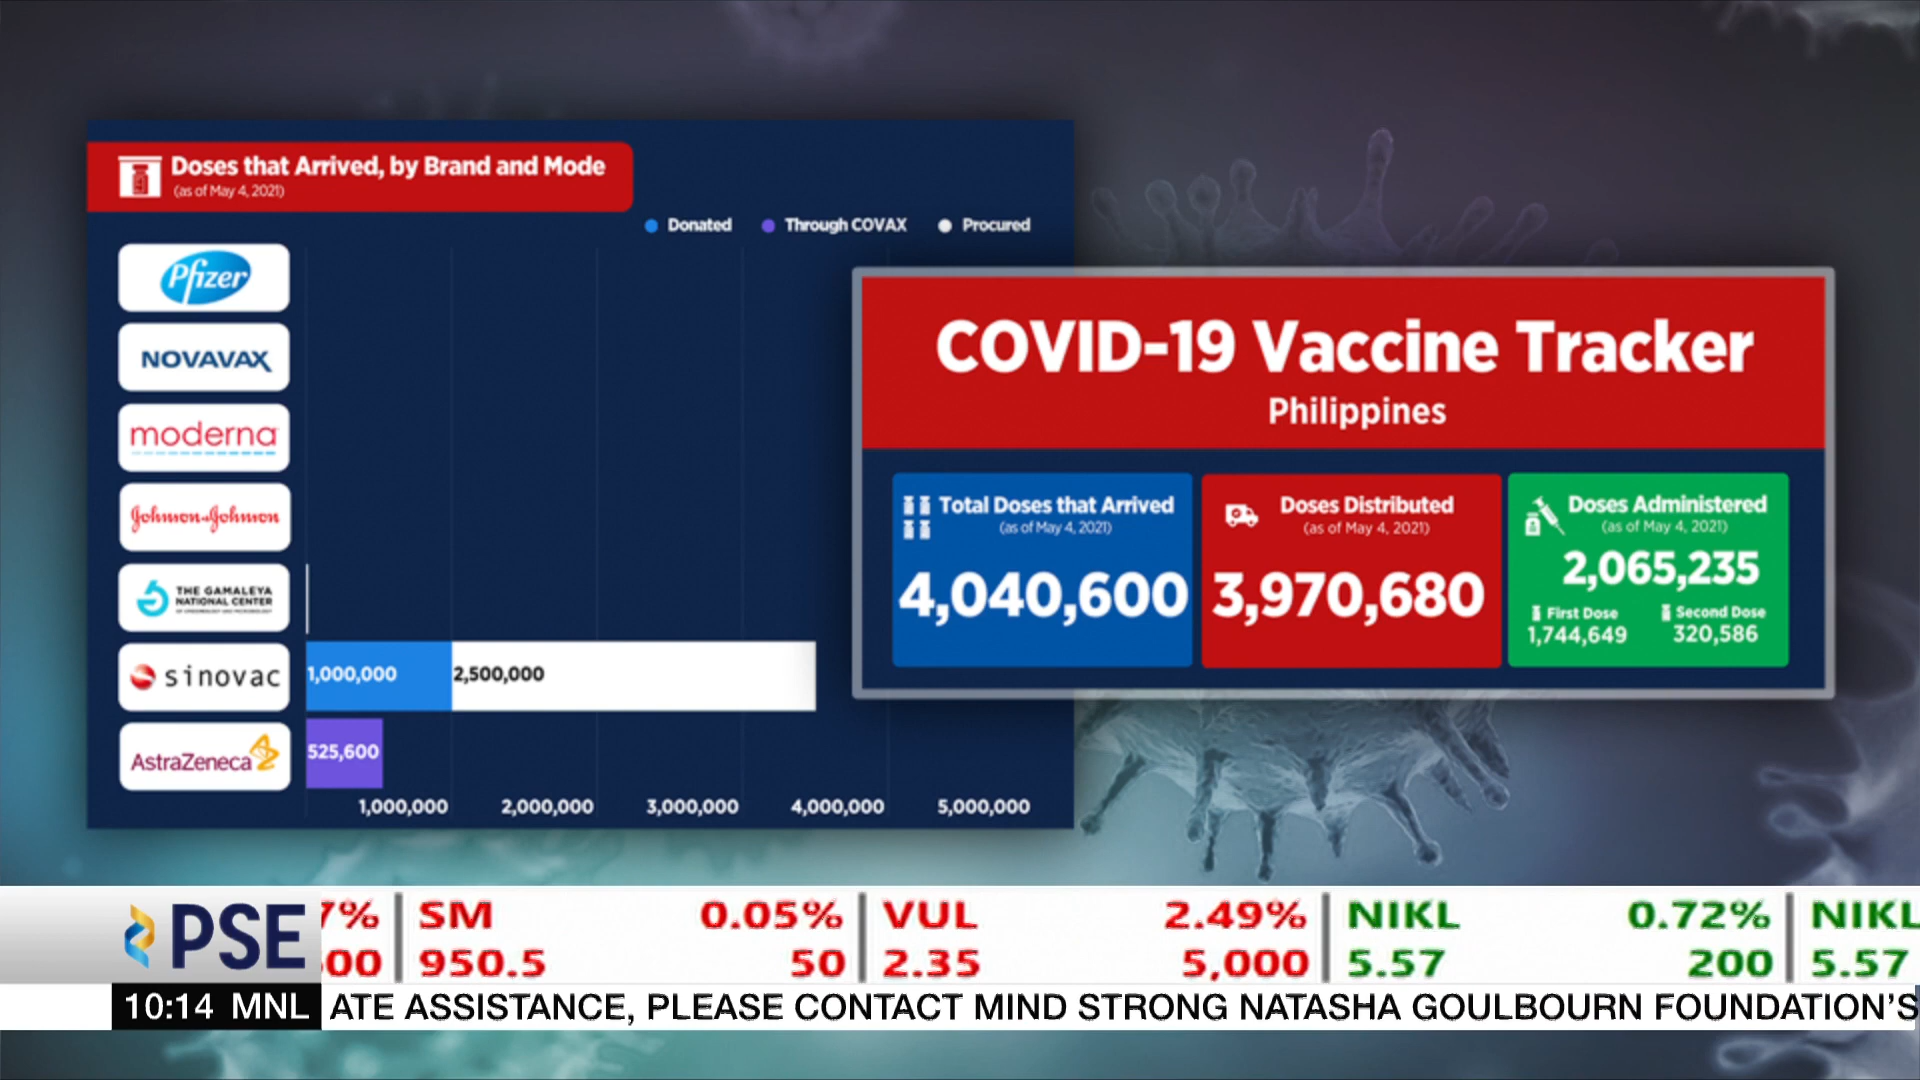 Doses that Arrived, by Brand and Mode
(as of May 4, 2021)
Donated
Through COVAX
Procured
Pfizer
NOVAVAX
moderna
Johnson & Johnson
THE GAMALEYA
NATIONAL CENTER
sinovac
1,000,000
2,500,000
AstraZeneca
525,600
1,000,000
2,000,000
3,000,000
4,000,000
5,000,000
COVID-19 Vaccine Tracker
Philippines
Total Doses that Arrived
(as of May 4, 2021)
4,040,600
Doses Distributed
(as of May 4, 2021)
3,970,680
Doses Administered
(as of May 4, 2021)
2,065,235
First Dose
1,744,649
Second Dose
320,586
PSE
7%
00
SM 0.05%
950.5 50
VUL 2.49%
2.35 5,000
NIKL 0.72%
5.57 200
NIKL
5.57
10:14 MNL
ATE ASSISTANCE, PLEASE CONTACT MIND STRONG NATASHA GOULBOURN FOUNDATION'S